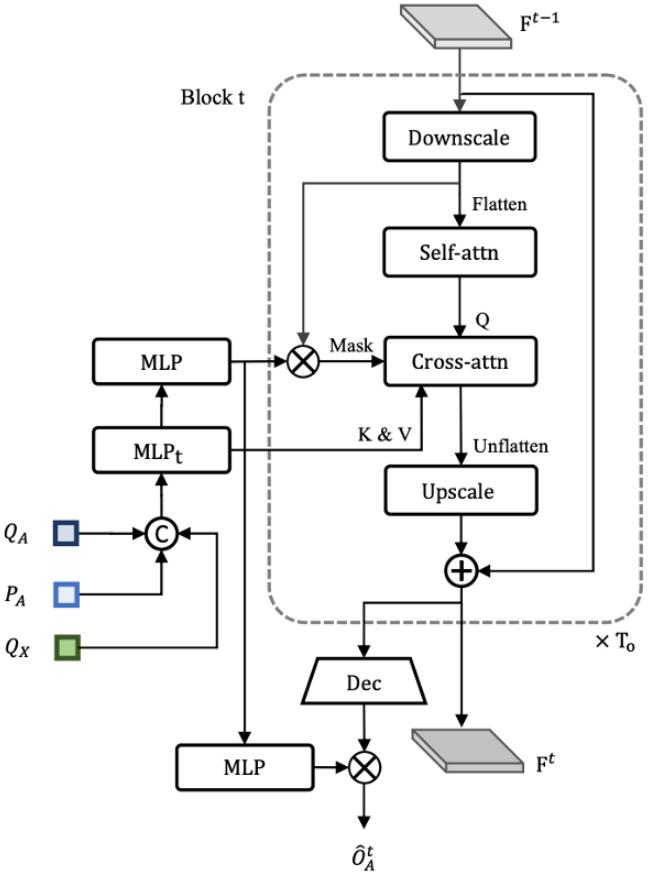 F^{t−1}
Block t
Downscale
Flatten
Self-attn
Q
MLP
Mask
Cross-attn
MLP_t
K & V
Unflatten
Upscale
Q_A
C
P_A
Q_X
× T_o
Dec
MLP
F^t
Ô_A^t